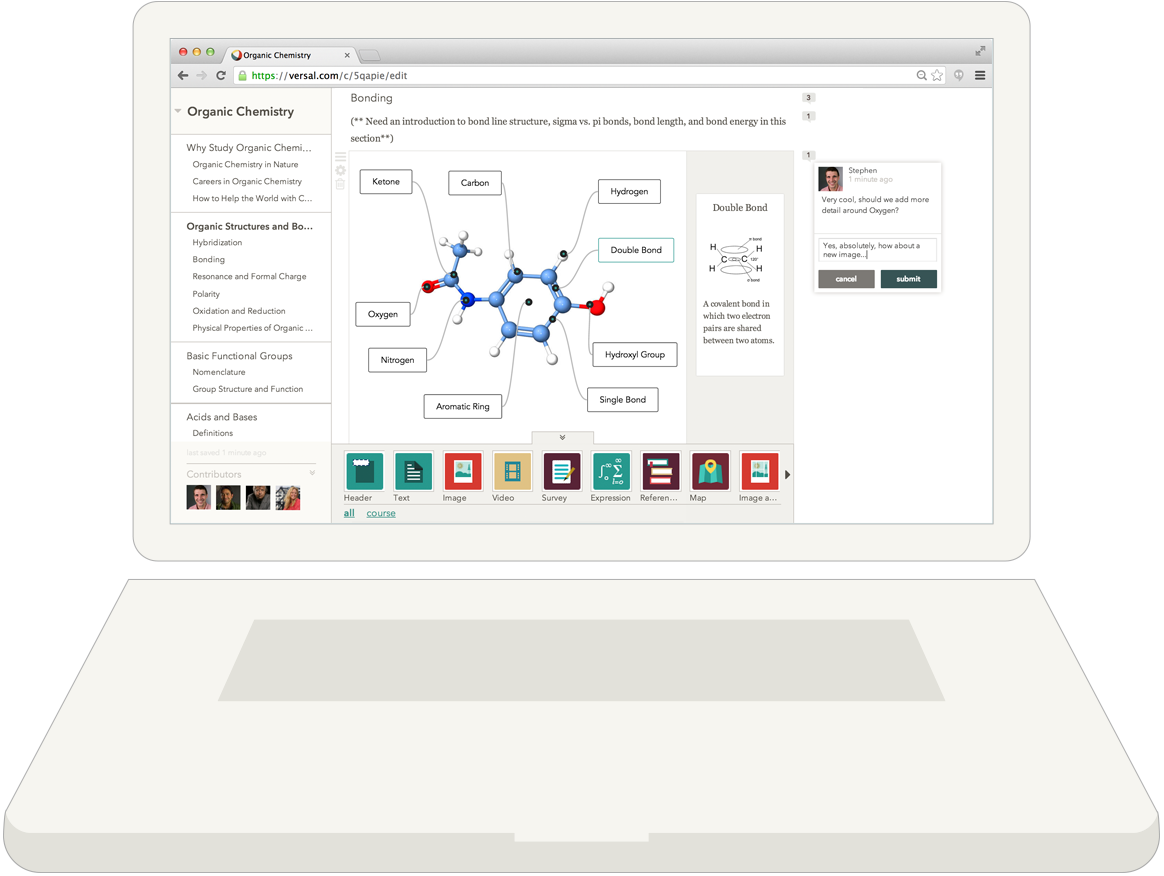 Organic Chemistry
https://versal.com/c/5qapie/edit
Organic Chemistry
Why Study Organic Chemi...
Organic Chemistry in Nature
Careers in Organic Chemistry
How to Help the World with C...
Organic Structures and Bo...
Hybridization
Bonding
Resonance and Formal Charge
Polarity
Oxidation and Reduction
Physical Properties of Organic ...
Basic Functional Groups
Nomenclature
Group Structure and Function
Acids and Bases
Definitions
last saved 1 minute ago
Contributors
Bonding
3
(** Need an introduction to bond line structure, sigma vs. pi bonds, bond length, and bond energy in this
section**)
1
1
Ketone
Carbon
Hydrogen
Double Bond
Oxygen
Nitrogen
Hydroxyl Group
Aromatic Ring
Single Bond
Double Bond
π bond
H H
C C 120°
H H
σ bond
A covalent bond in
which two electron
pairs are shared
between two atoms.
Stephen
1 minute ago
Very cool, should we add more
detail around Oxygen?
Yes, absolutely, how about a
new image...
cancel submit
Header Text Image Video Survey Expression Referen... Map Image a...
all course